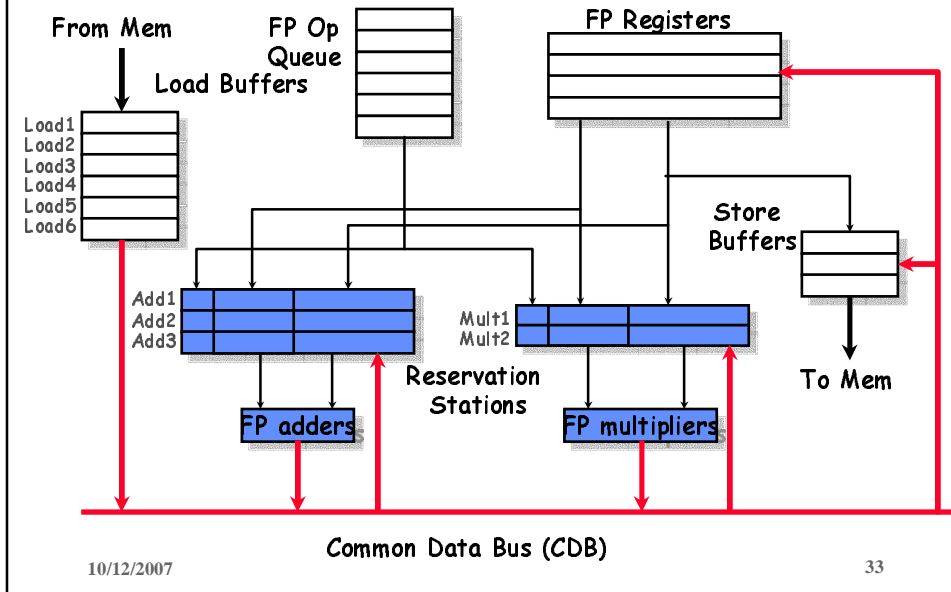 From Mem
FP Op
Queue
FP Registers
Load Buffers
Load1
Load2
Load3
Load4
Load5
Load6
Store
Buffers
Add1
Add2
Add3
Mult1
Mult2
Reservation
Stations
To Mem
FP adders
FP multipliers
Common Data Bus (CDB)
10/12/2007
33